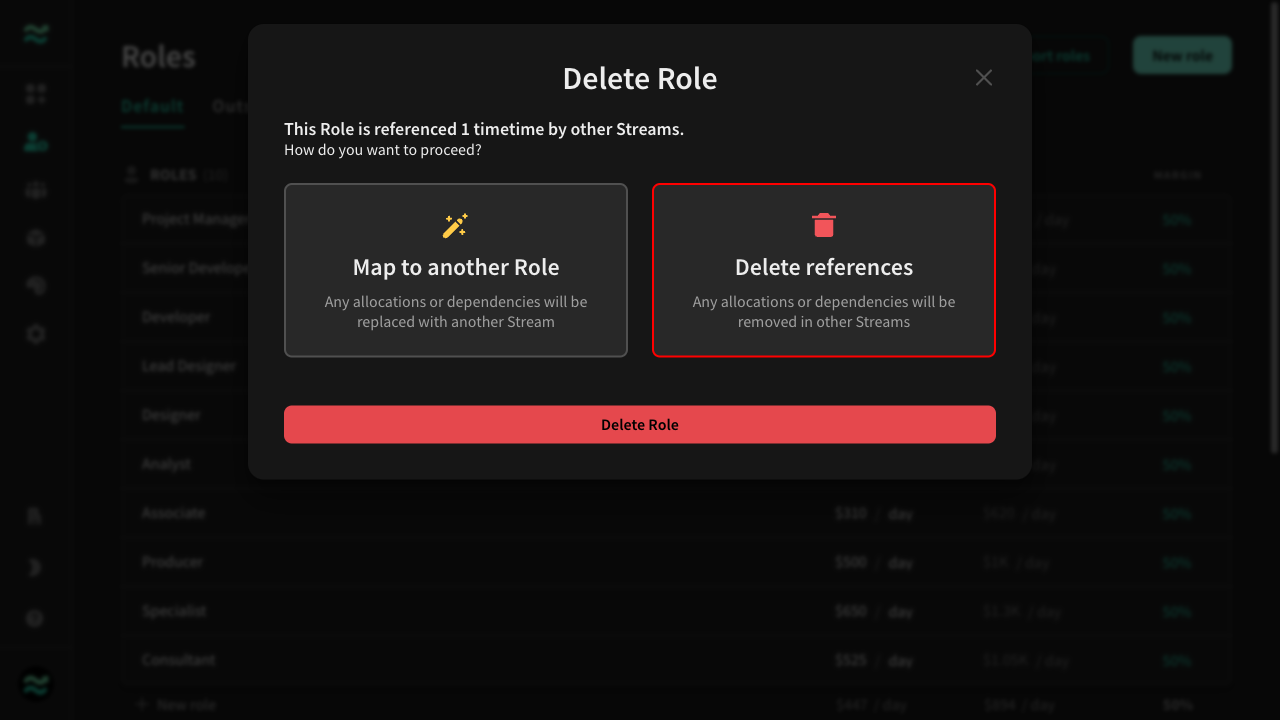 Roles
ort roles
New role
Default
Outs
Delete Role
This Role is referenced 1 timetime by other Streams.
How do you want to proceed?
Map to another Role
Any allocations or dependencies will be
replaced with another Stream
Delete references
Any allocations or dependencies will be
removed in other Streams
Delete Role
ROLES (10)
MARGIN
Project Manager
/ day
50%
Senior Develope
day
50%
Developer
day
50%
Lead Designer
day
50%
Designer
day
50%
Analyst
day
50%
Associate
$310 / day
$620 / day
50%
Producer
$500 / day
$1K / day
50%
Specialist
$650 / day
$1.3K / day
50%
Consultant
$525 / day
$1.05K / day
50%
+ New role
$447 / day
$894 / day
50%